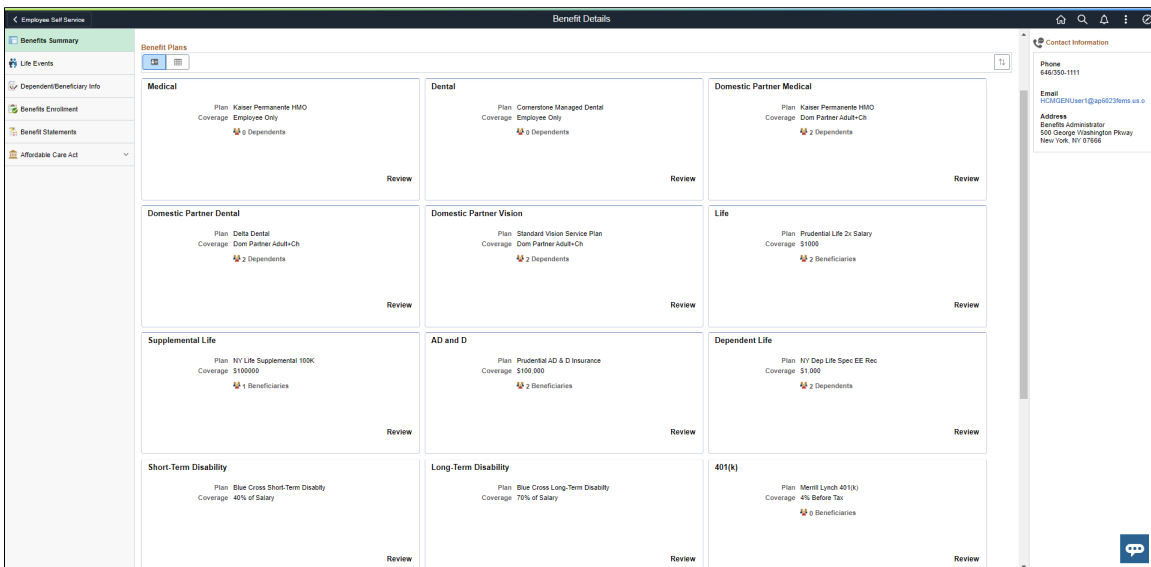 Employee Self Service
Benefit Details
Benefits Summary
Life Events
Dependent/Beneficiary Info
Benefits Enrollment
Benefit Statements
Affordable Care Act
Benefit Plans
Medical
Plan Kaiser Permanente HMO
Coverage Employee Only
0 Dependents
Review
Dental
Plan Cornerstone Managed Dental
Coverage Employee Only
0 Dependents
Review
Domestic Partner Medical
Plan Kaiser Permanente HMO
Coverage Dom Partner Adult+Ch
2 Dependents
Review
Domestic Partner Dental
Plan Delta Dental
Coverage Dom Partner Adult+Ch
2 Dependents
Review
Domestic Partner Vision
Plan Standard Vision Service Plan
Coverage Dom Partner Adult+Ch
2 Dependents
Review
Life
Plan Prudential Life 2x Salary
Coverage $1000
2 Beneficiaries
Review
Supplemental Life
Plan NY Life Supplemental 100K
Coverage $100000
1 Beneficiaries
Review
AD and D
Plan Prudential AD & D Insurance
Coverage $100,000
2 Beneficiaries
Review
Dependent Life
Plan NY Dep Life Spec EE Rec
Coverage $1,000
2 Dependents
Review
Short-Term Disability
Plan Blue Cross Short-Term Disablty
Coverage 40% of Salary
Review
Long-Term Disability
Plan Blue Cross Long-Term Disabilty
Coverage 70% of Salary
Review
401(k)
Plan Merrill Lynch 401(k)
Coverage 4% Before Tax
0 Beneficiaries
Review
Contact Information
Phone
646/350-1111
Email
HCMGENUser1@ap6023fems.us.o
Address
Benefits Administrator
500 George Washington Pkway
New York, NY 07666